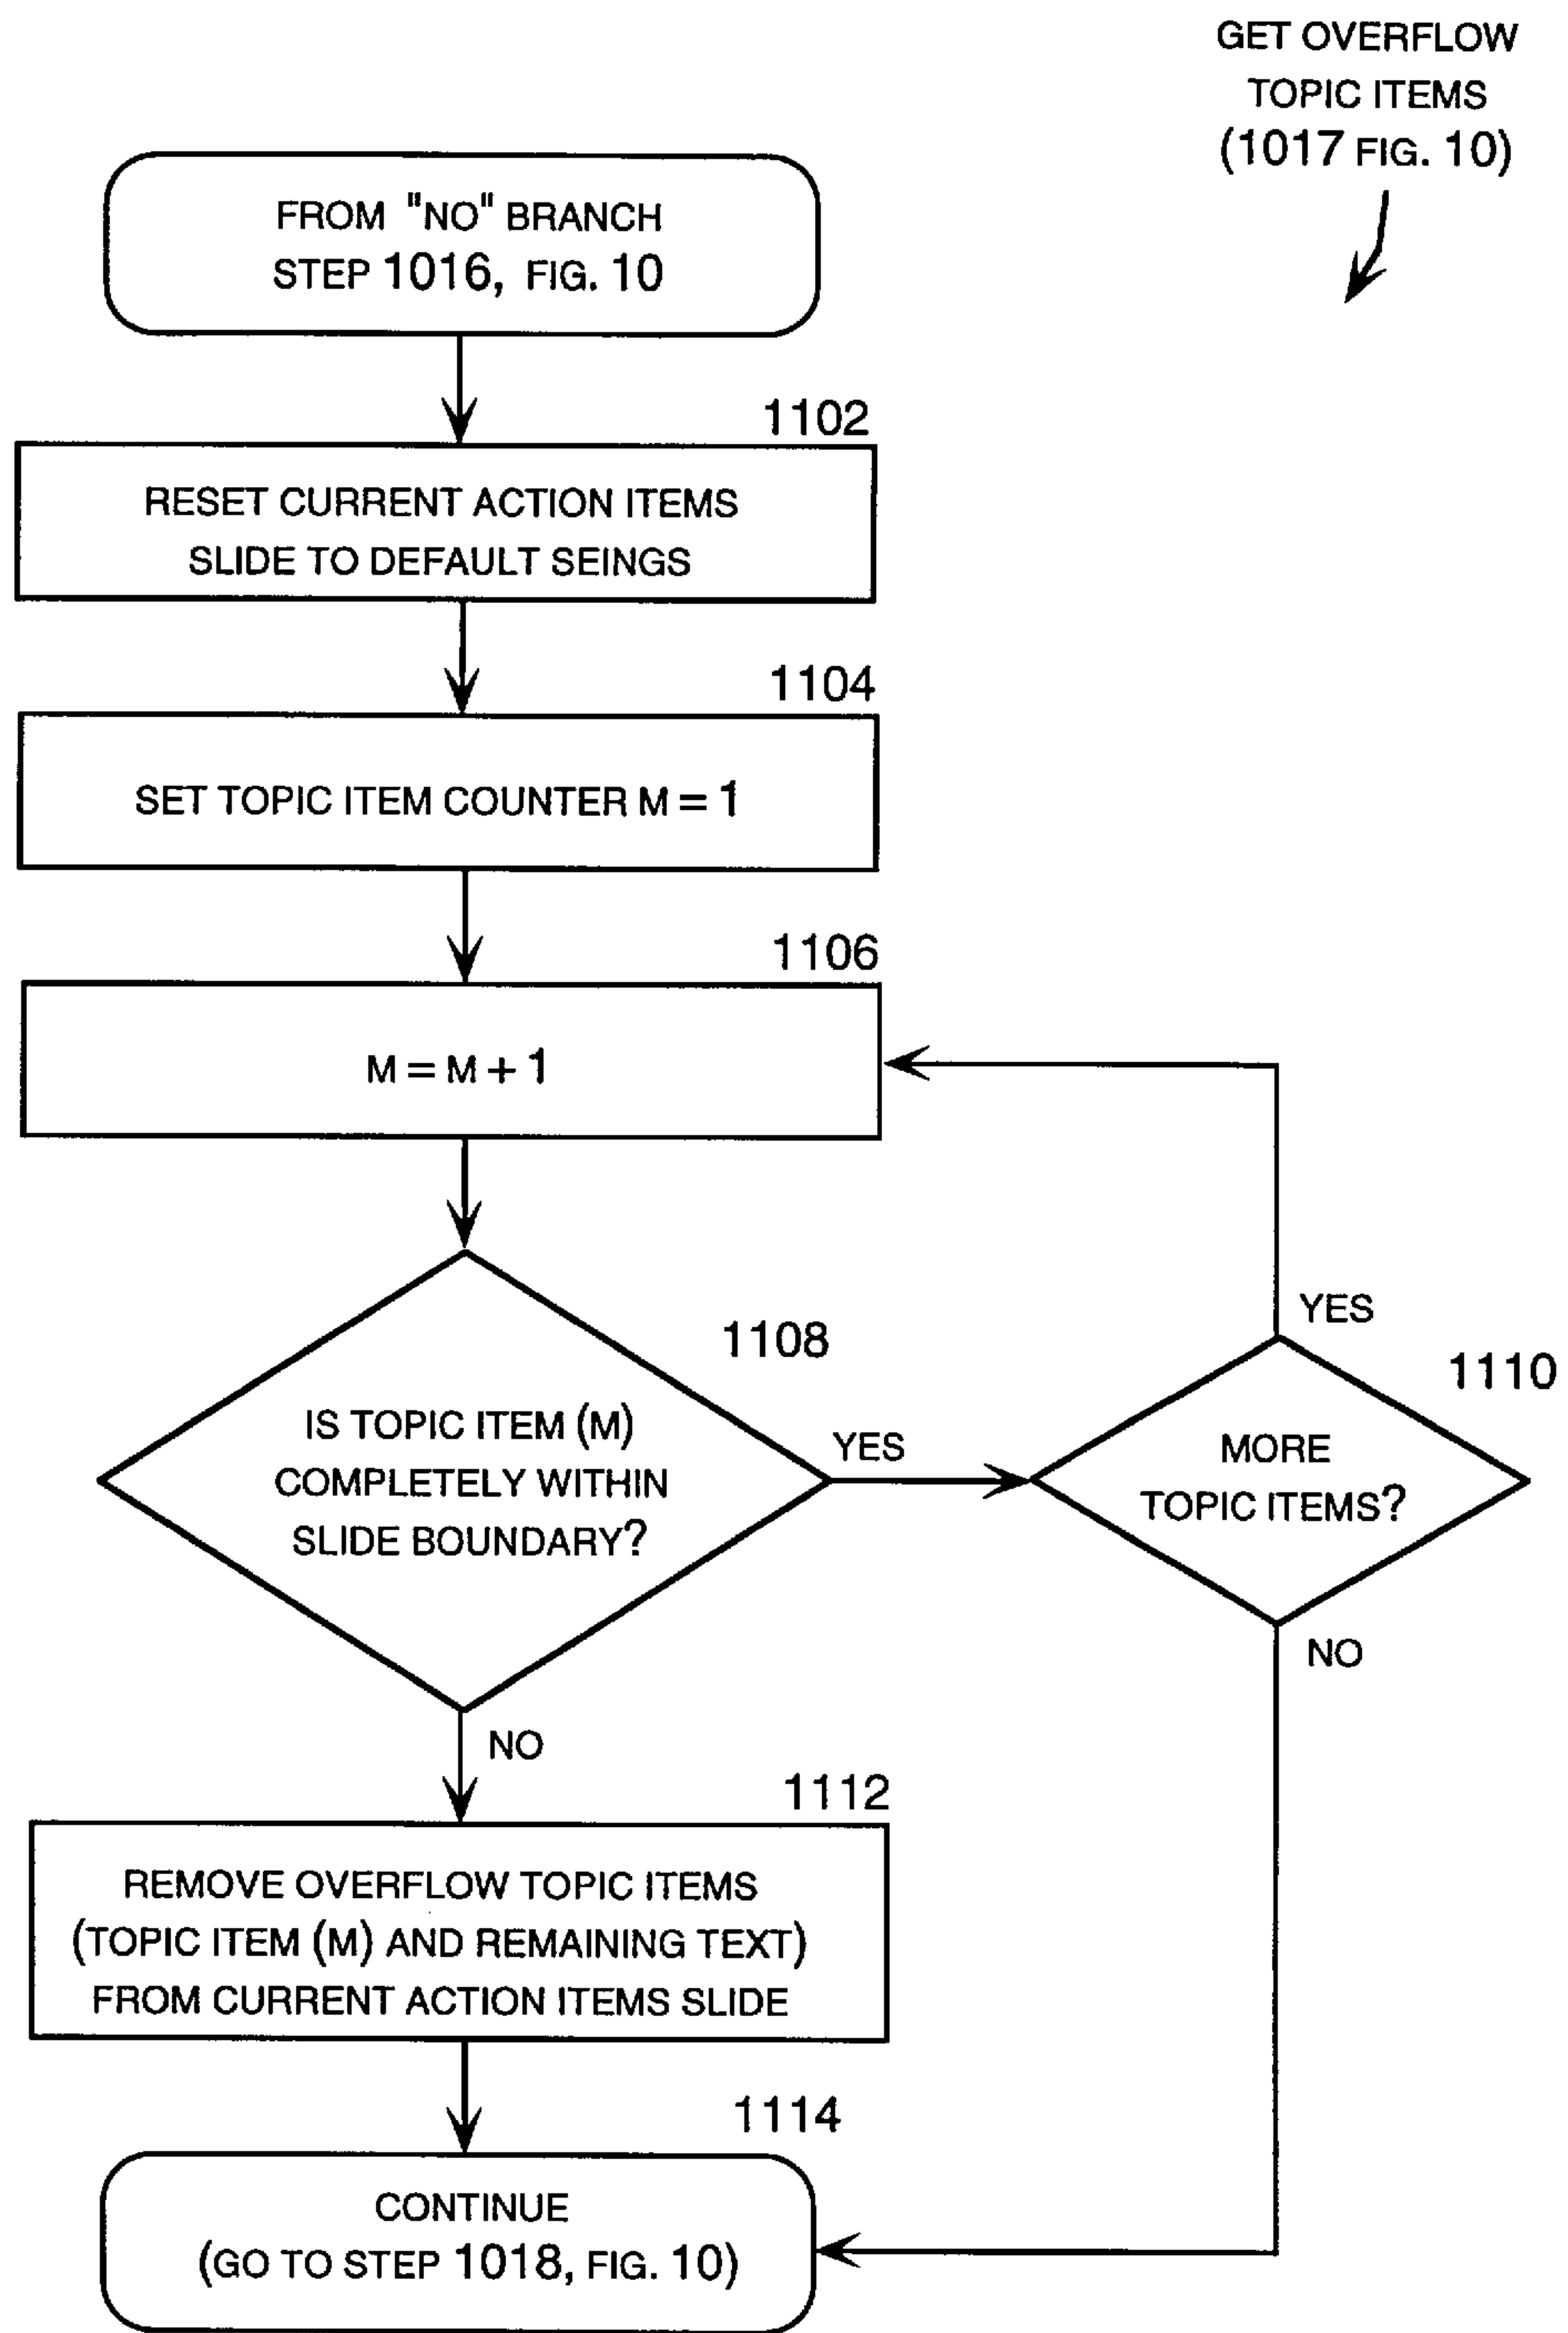 GET OVERFLOW
TOPIC ITEMS
(1017 FIG. 10)
FROM "NO" BRANCH
STEP 1016, FIG. 10
1102
RESET CURRENT ACTION ITEMS
SLIDE TO DEFAULT SEINGS
1104
SET TOPIC ITEM COUNTER M = 1
1106
M = M + 1
1108
IS TOPIC ITEM (M)
COMPLETELY WITHIN
SLIDE BOUNDARY?
YES
1110
MORE
TOPIC ITEMS?
YES
NO
NO
1112
REMOVE OVERFLOW TOPIC ITEMS
(TOPIC ITEM (M) AND REMAINING TEXT)
FROM CURRENT ACTION ITEMS SLIDE
1114
CONTINUE
(GO TO STEP 1018, FIG. 10)